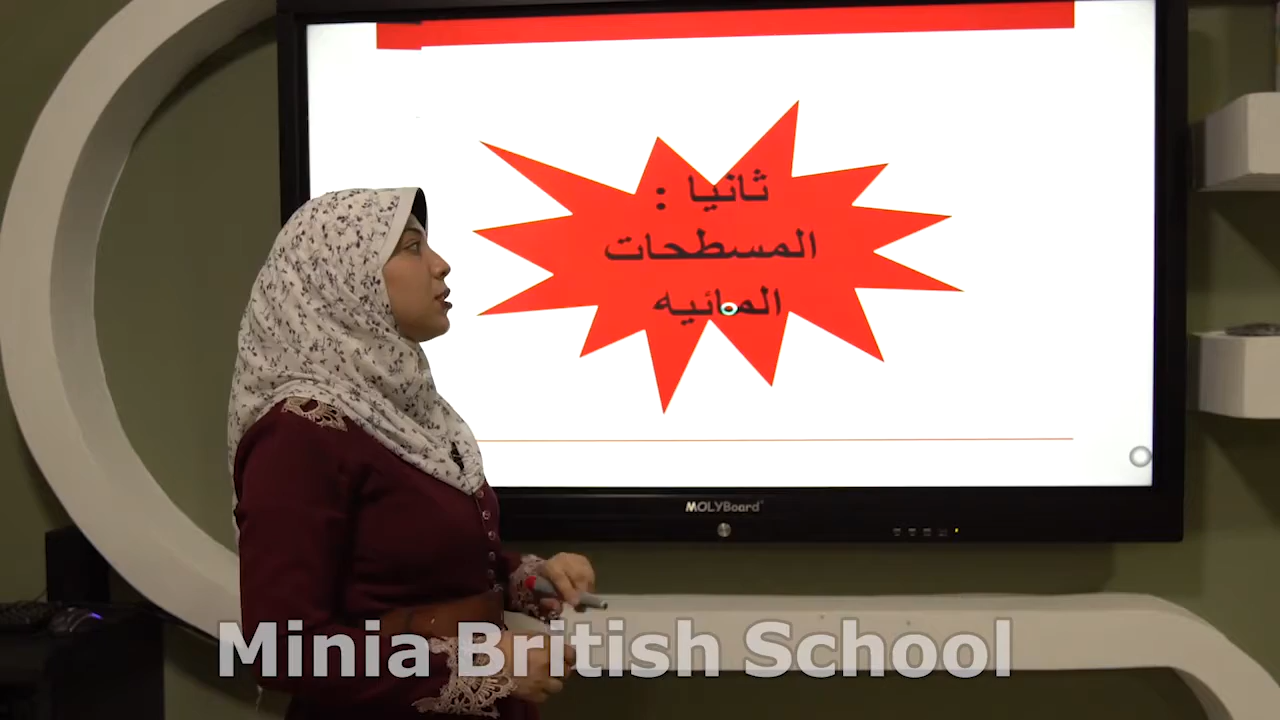 ثانيا :
المسطحات
المائيه
MOLYBoard
Minia British School